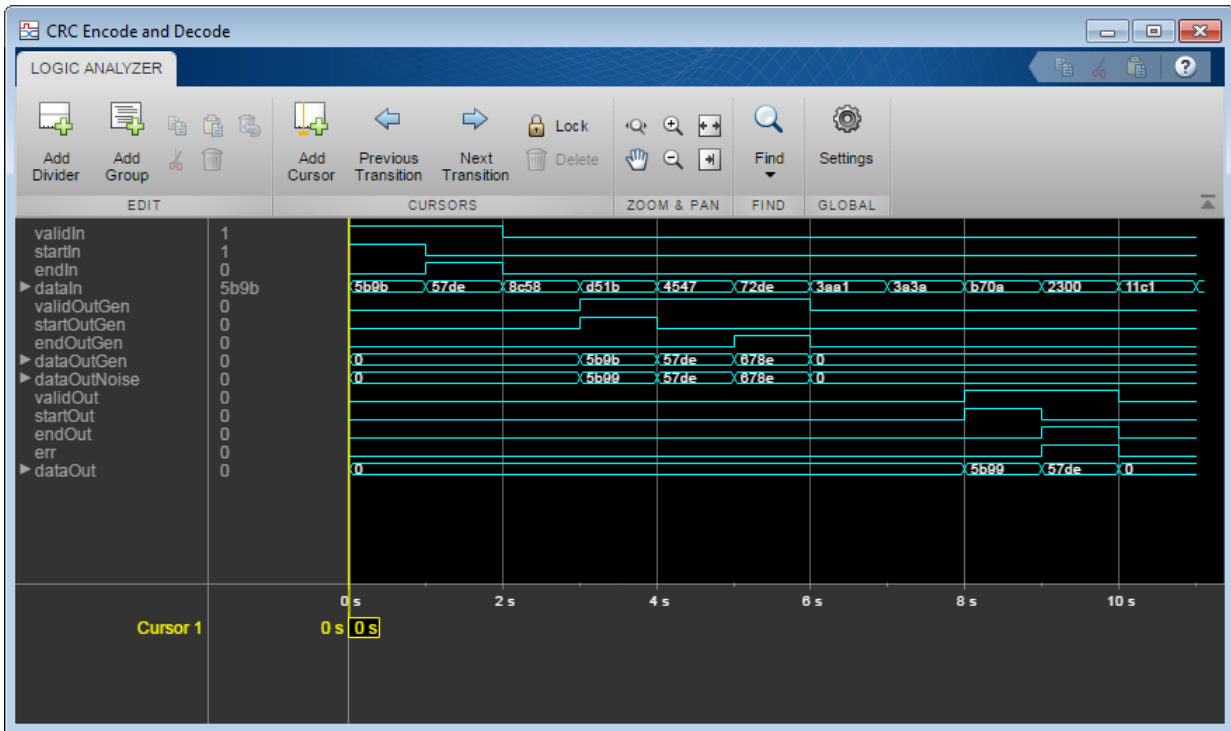 CRC Encode and Decode
LOGIC ANALYZER
Add Divider
Add Group
Add Cursor
Previous Transition
Next Transition
Lock
Delete
Find
Settings
EDIT
CURSORS
ZOOM & PAN
FIND
GLOBAL
validIn 1
startIn 1
endIn 0
dataIn 5b9b 5b9b 57de 8c58 d51b 4547 72de 3aa1 3a3a b70a 2300 11c1
validOutGen 0
startOutGen 0
endOutGen 0
dataOutGen 0 0 5b9b 57de 678e 0
dataOutNoise 0 0 5b99 57de 678e 0
validOut 0
startOut 0
endOut 0
err 0
dataOut 0 0 5b99 57de 0
0 s 2 s 4 s 6 s 8 s 10 s
Cursor 1 0 s 0 s